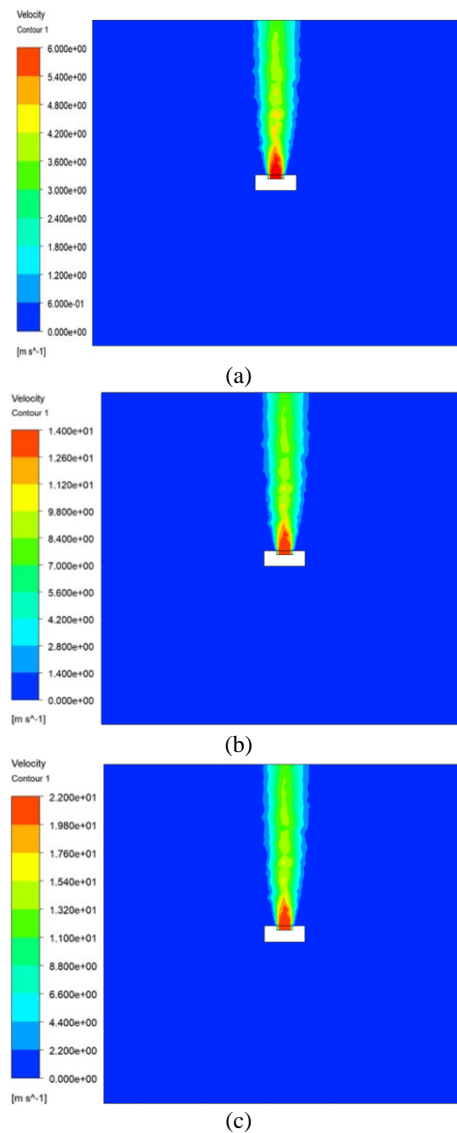 Velocity
Contour 1
6.000e+00
5.400e+00
4.800e+00
4.200e+00
3.600e+00
3.000e+00
2.400e+00
1.800e+00
1.200e+00
6.000e-01
0.000e+00
[m s^-1]
(a)
Velocity
Contour 1
1.400e+01
1.260e+01
1.120e+01
9.800e+00
8.400e+00
7.000e+00
5.600e+00
4.200e+00
2.800e+00
1.400e+00
0.000e+00
[m s^-1]
(b)
Velocity
Contour 1
2.200e+01
1.980e+01
1.760e+01
1.540e+01
1.320e+01
1.100e+01
8.800e+00
6.600e+00
4.400e+00
2.200e+00
0.000e+00
[m s^-1]
(c)